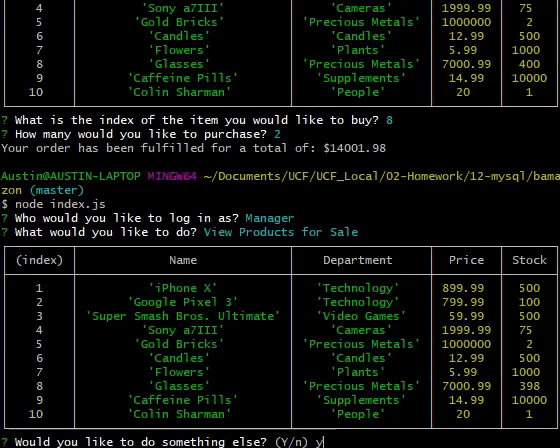 4 'Sony a7III' 'Cameras' 1999.99 75
5 'Gold Bricks' 'Precious Metals' 1000000 2
6 'Candles' 'Candles' 12.99 500
7 'Flowers' 'Plants' 5.99 1000
8 'Glasses' 'Precious Metals' 7000.99 400
9 'Caffeine Pills' 'Supplements' 14.99 10000
10 'Colin Sharman' 'People' 20 1
? What is the index of the item you would like to buy? 8
? How many would you like to purchase? 2
Your order has been fulfilled for a total of: $14001.98
Austin@AUSTIN-LAPTOP MINGW64 ~/Documents/UCF/UCF_Local/02-Homework/12-mysql/bama
zon (master)
$ node index.js
? Who would you like to log in as? Manager
? What would you like to do? View Products for Sale
(index) Name Department Price Stock
1 'iPhone X' 'Technology' 899.99 500
2 'Google Pixel 3' 'Technology' 799.99 100
3 'Super Smash Bros. Ultimate' 'Video Games' 59.99 500
4 'Sony a7III' 'Cameras' 1999.99 75
5 'Gold Bricks' 'Precious Metals' 1000000 2
6 'Candles' 'Candles' 12.99 500
7 'Flowers' 'Plants' 5.99 1000
8 'Glasses' 'Precious Metals' 7000.99 398
9 'Caffeine Pills' 'Supplements' 14.99 10000
10 'Colin Sharman' 'People' 20 1
? Would you like to do something else? (Y/n) y